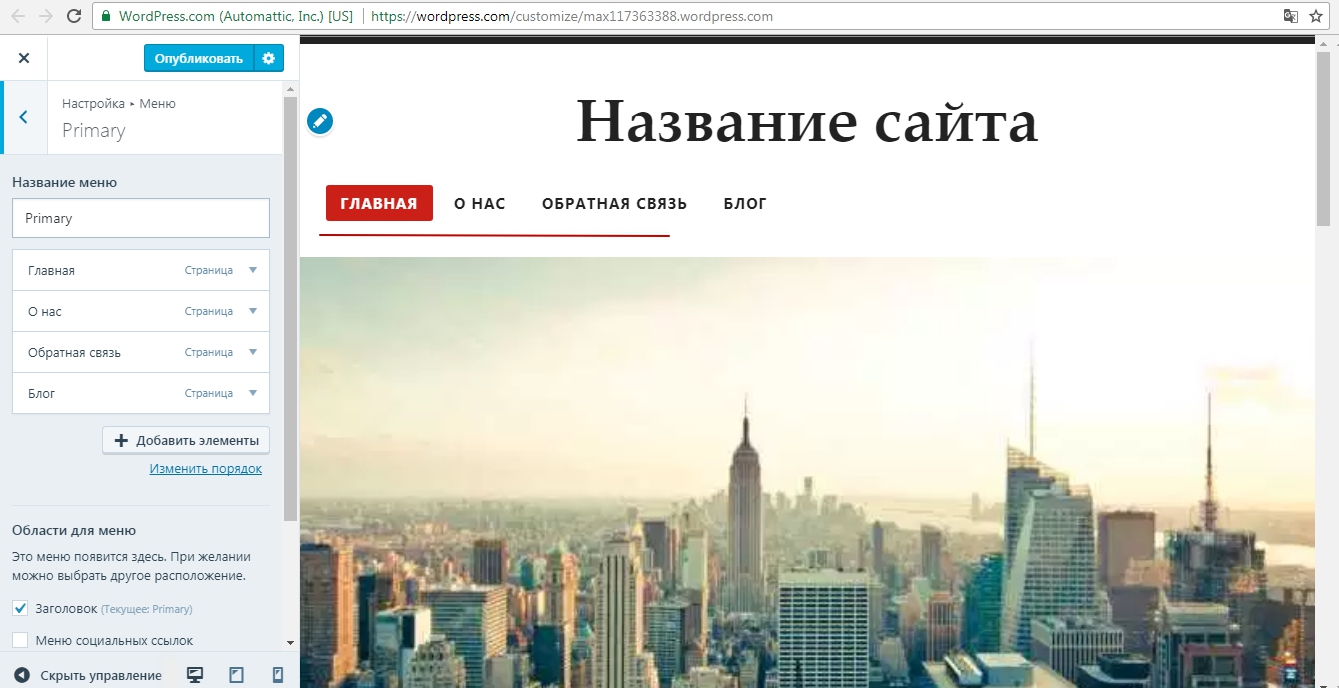 WordPress.com (Automattic, Inc.) [US] https://wordpress.com/customize/max117363388.wordpress.com
Опубликовать
Настройка ▸ Меню
Primary
Название меню
Primary
Главная Страница
О нас Страница
Обратная связь Страница
Блог Страница
Добавить элементы
Изменить порядок
Области для меню
Это меню появится здесь. При желании
можно выбрать другое расположение.
Заголовок (Текущее: Primary)
Меню социальных ссылок
Скрыть управление
Название сайта
ГЛАВНАЯ О НАС ОБРАТНАЯ СВЯЗЬ БЛОГ